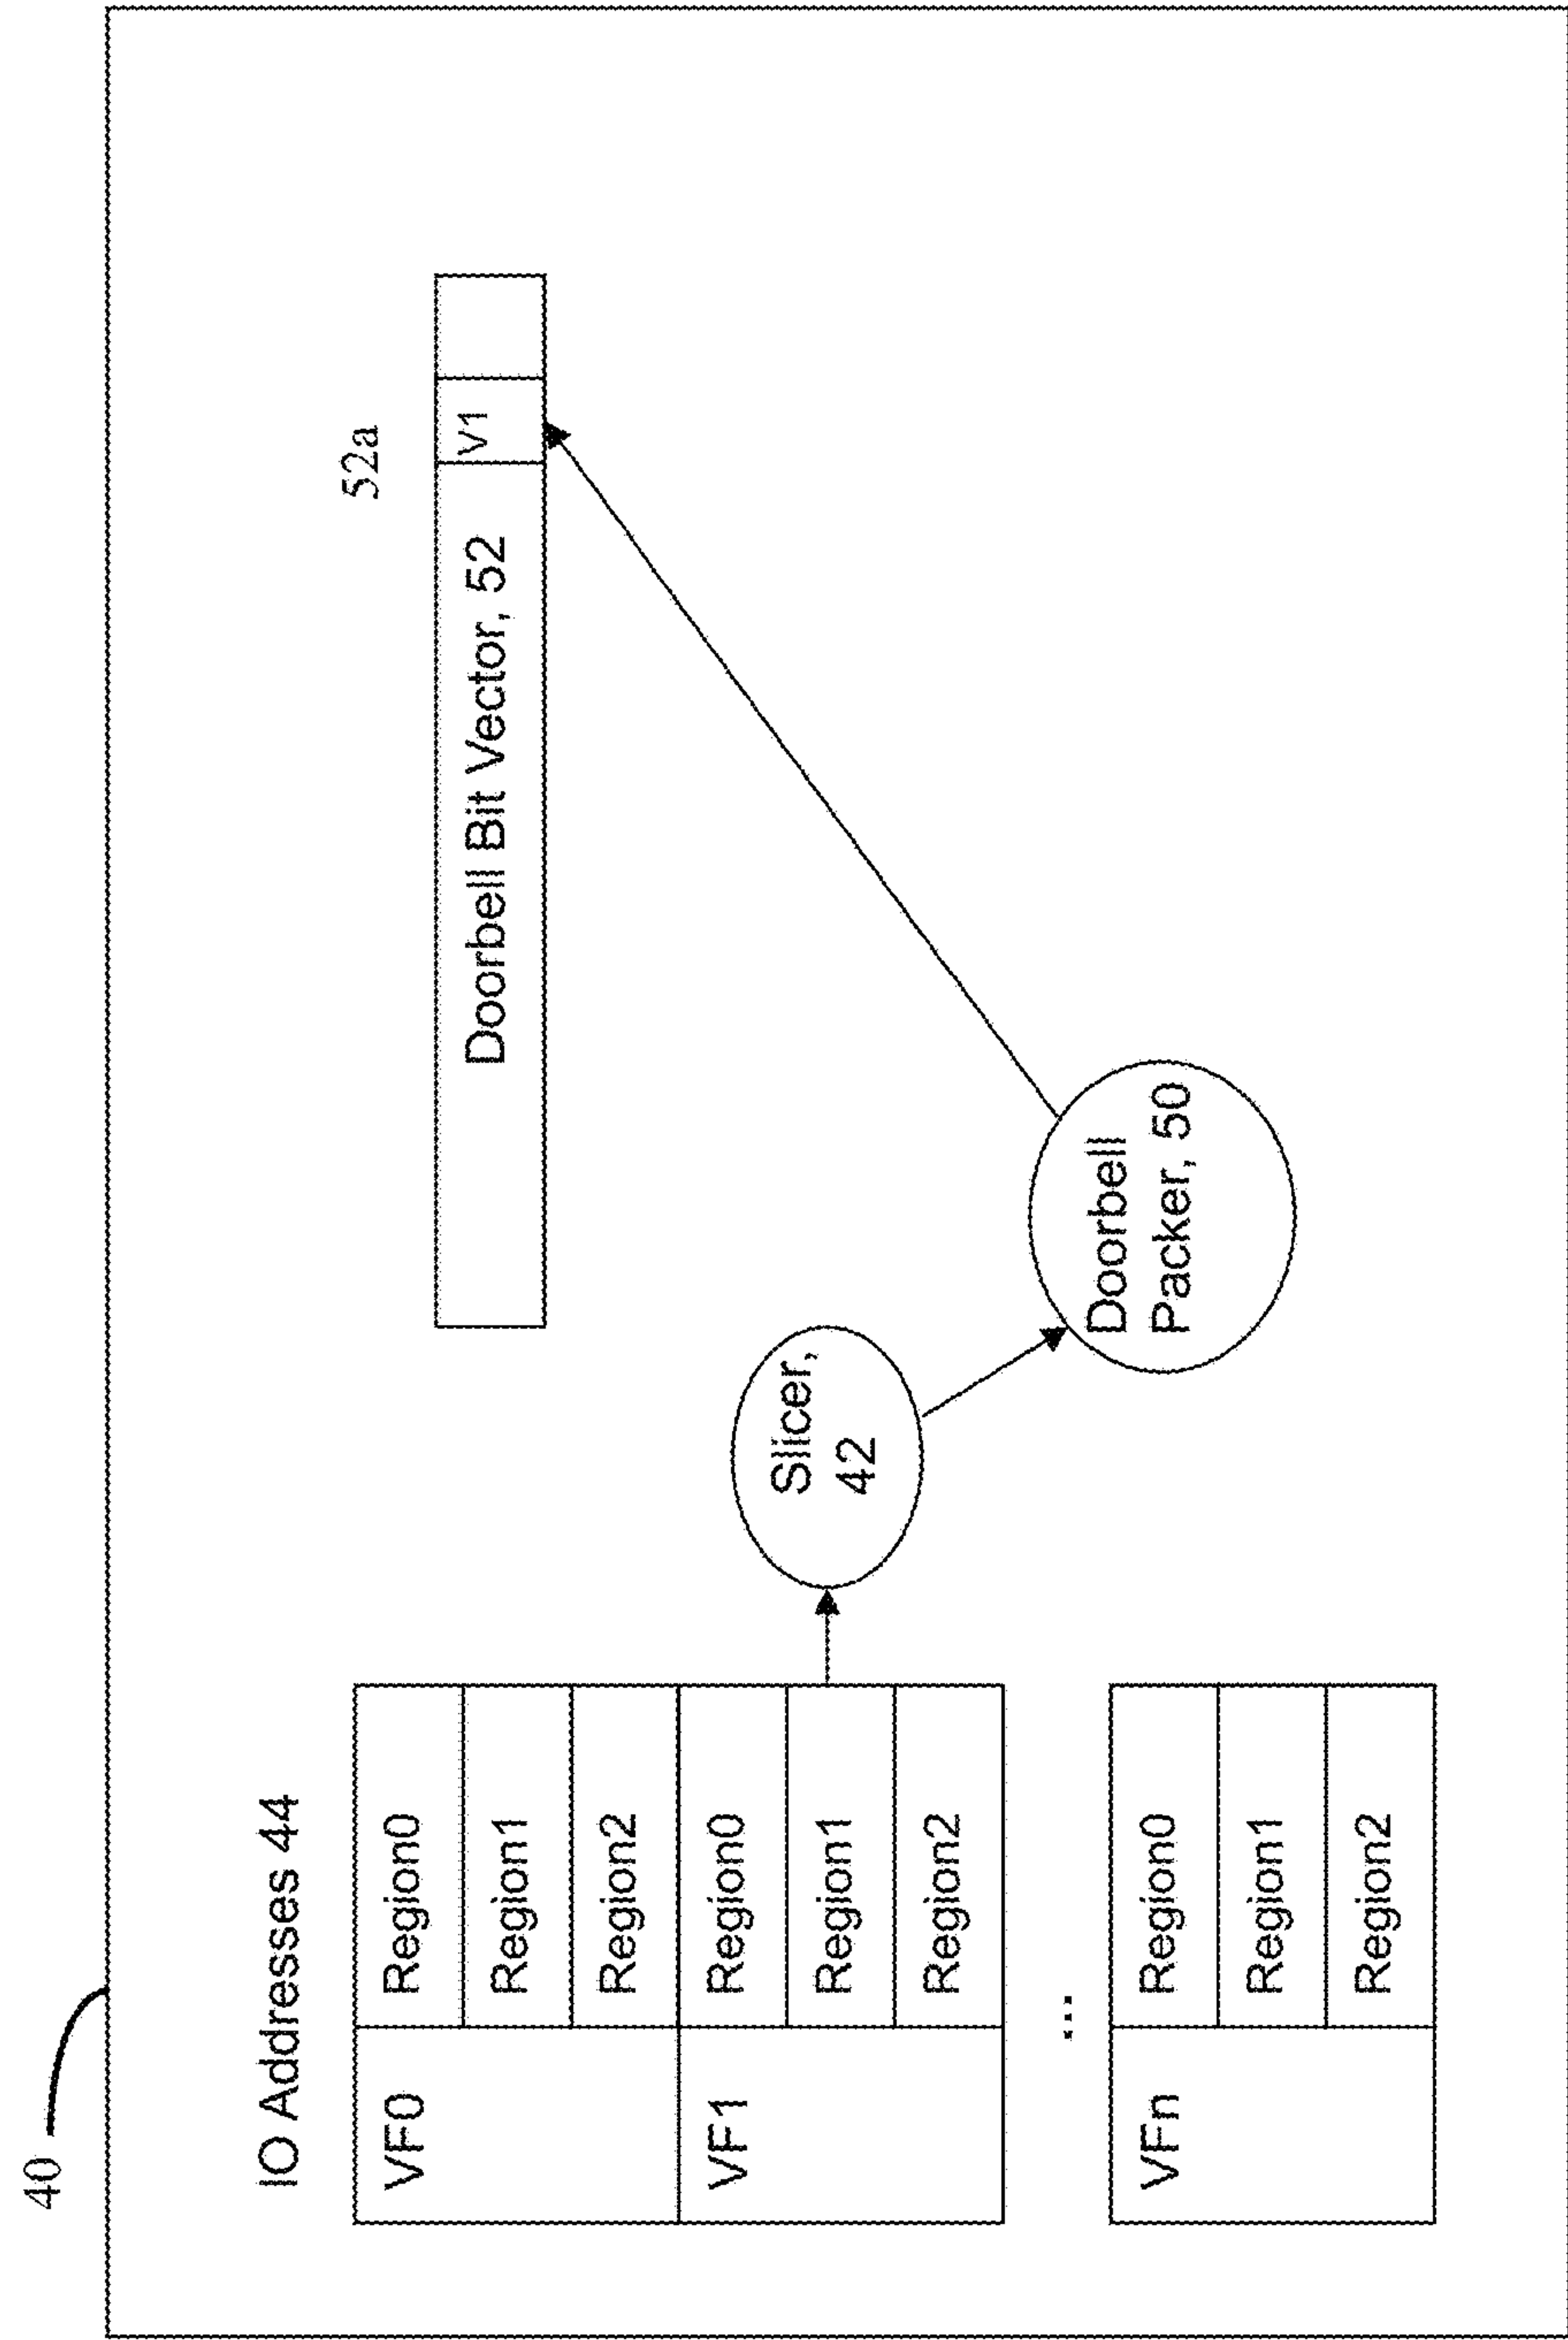 40
IO Addresses 44
VF0
Region0
Region1
Region2
VF1
Region0
Region1
Region2
...
VFn
Region0
Region1
Region2
Slicer,
42
Doorbell
Packer, 50
52a
Doorbell Bit Vector, 52
V1